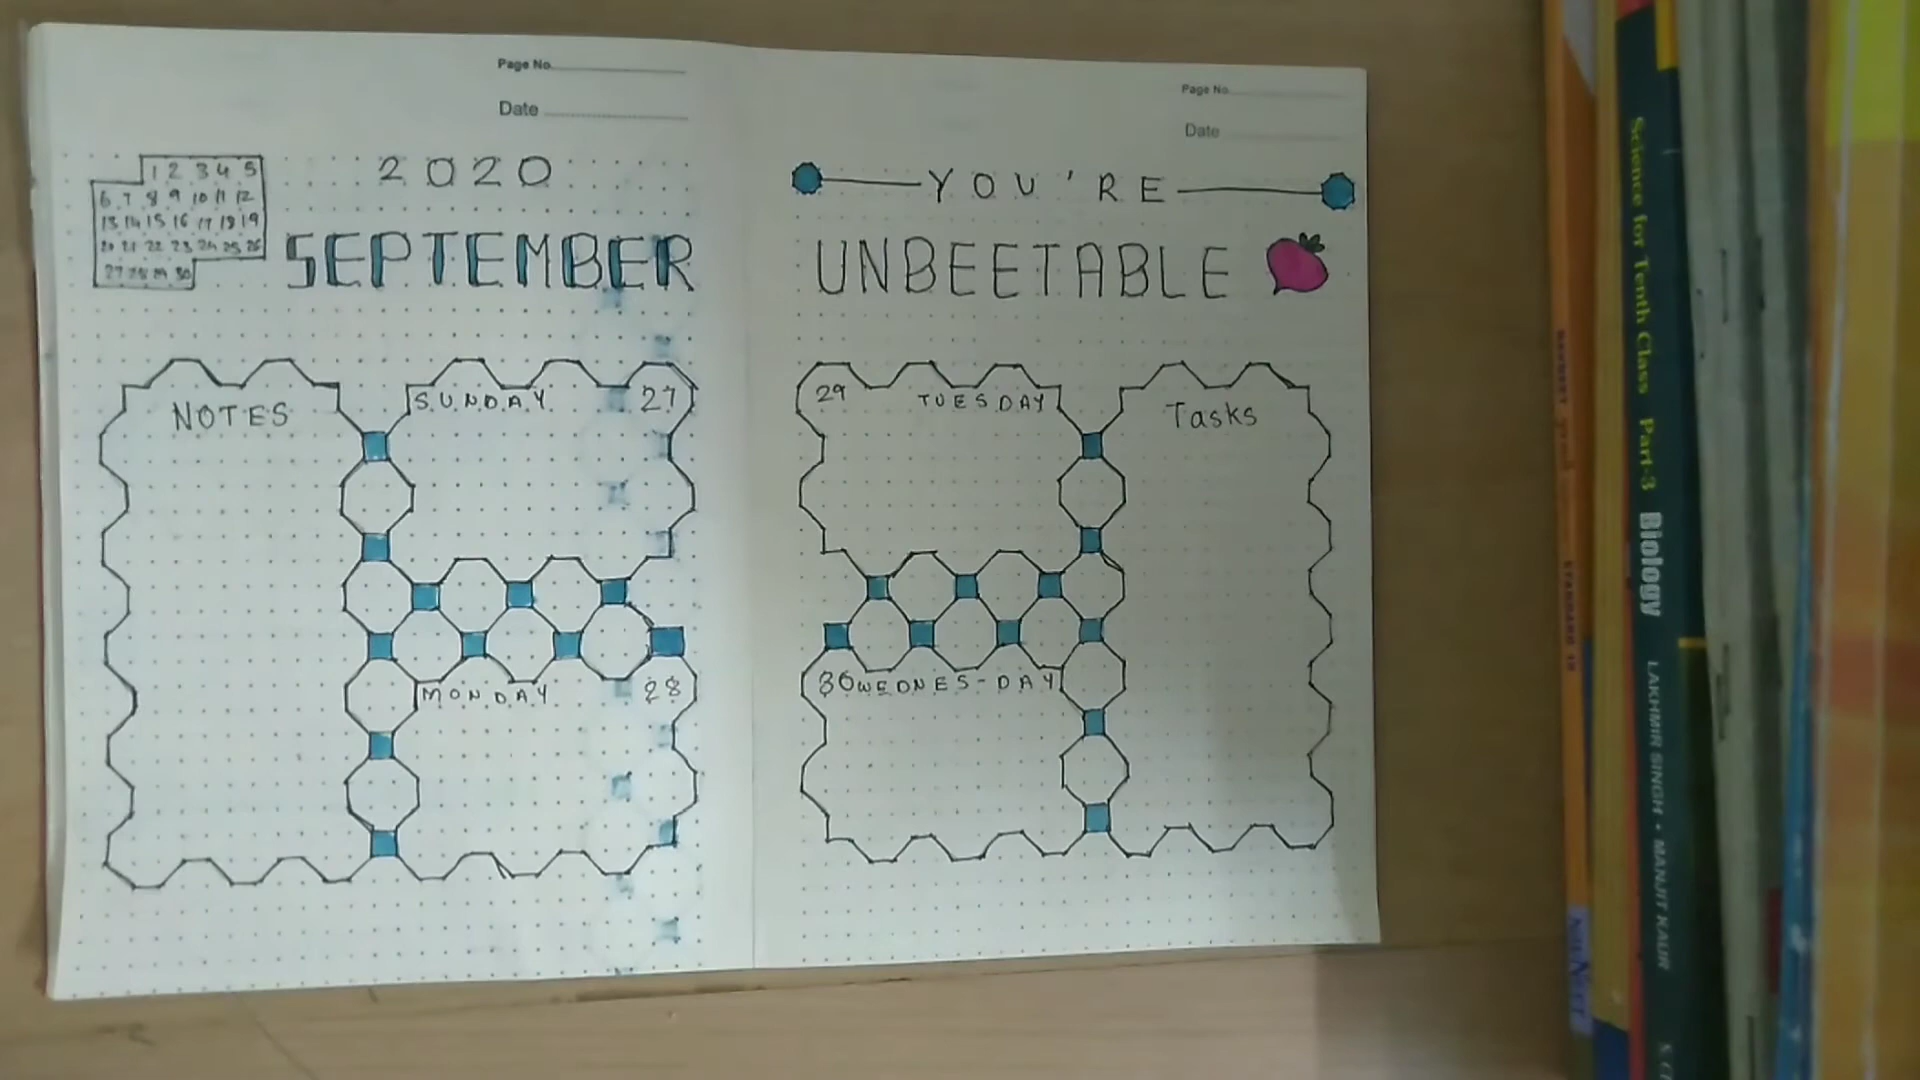 Page No.
Date
2020
1 2 3 4 5
6 7 8 9 10 11 12
13 14 15 16 17 18 19
20 21 22 23 24 25 26
27 28 29 30
SEPTEMBER
NOTES
SUNDAY 27
MONDAY 28
Page No.
Date
YOU'RE
UNBEETABLE
29 TUESDAY
Tasks
30 WEDNES-DAY
Science for Tenth Class Part-3 Biology
LAKHMIR SINGH • MANJIT KAUR